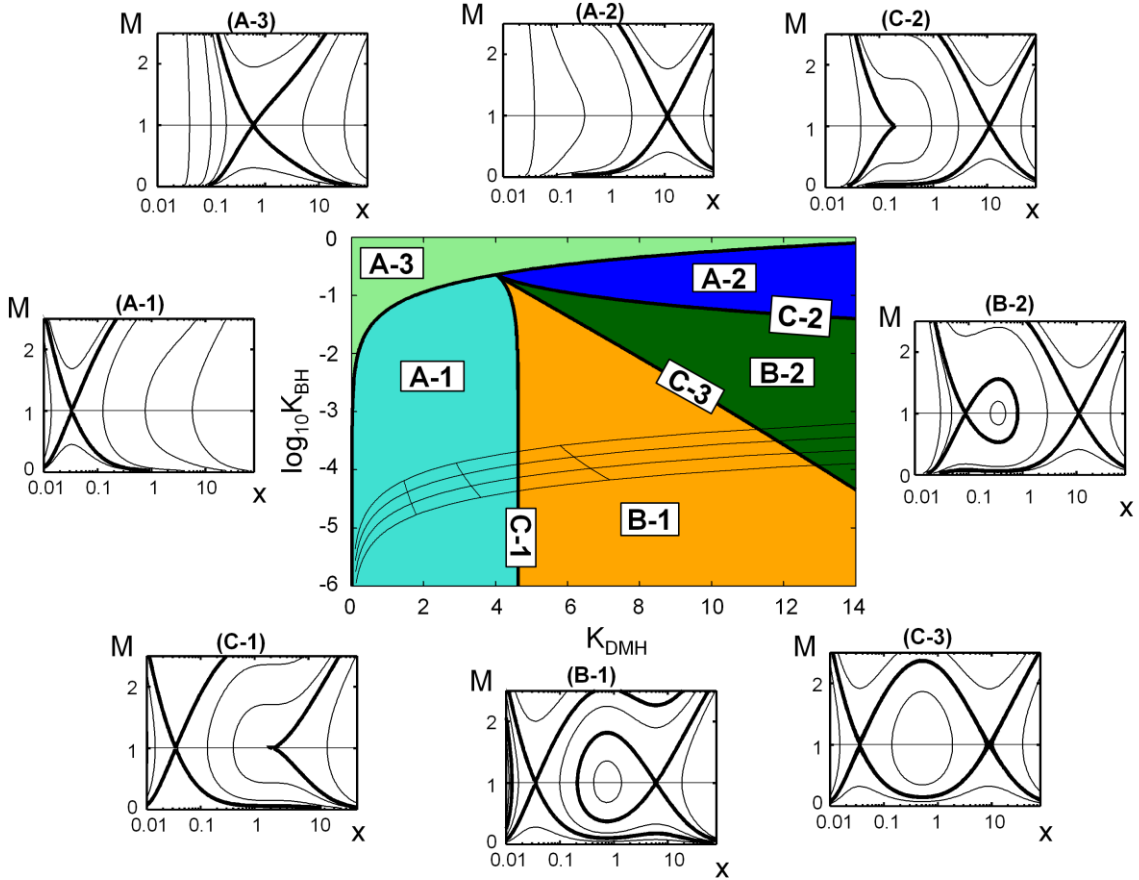 M (A-3)
2
1
0
0.01 0.1 1 10 x
M (A-2)
2
1
0
0.01 0.1 1 10 x
M (C-2)
2
1
0
0.01 0.1 1 10 x
M (A-1)
2
1
0
0.01 0.1 1 10 x
log10KBH
0
-1
-2
-3
-4
-5
-6
A-3
A-2
C-2
A-1
B-2
C-3
C-1
B-1
0 2 4 6 8 10 12 14
KDMH
M (B-2)
2
1
0
0.01 0.1 1 10 x
M (C-1)
2
1
0
0.01 0.1 1 10 x
M (B-1)
2
1
0
0.01 0.1 1 10 x
M (C-3)
2
1
0
0.01 0.1 1 10 x